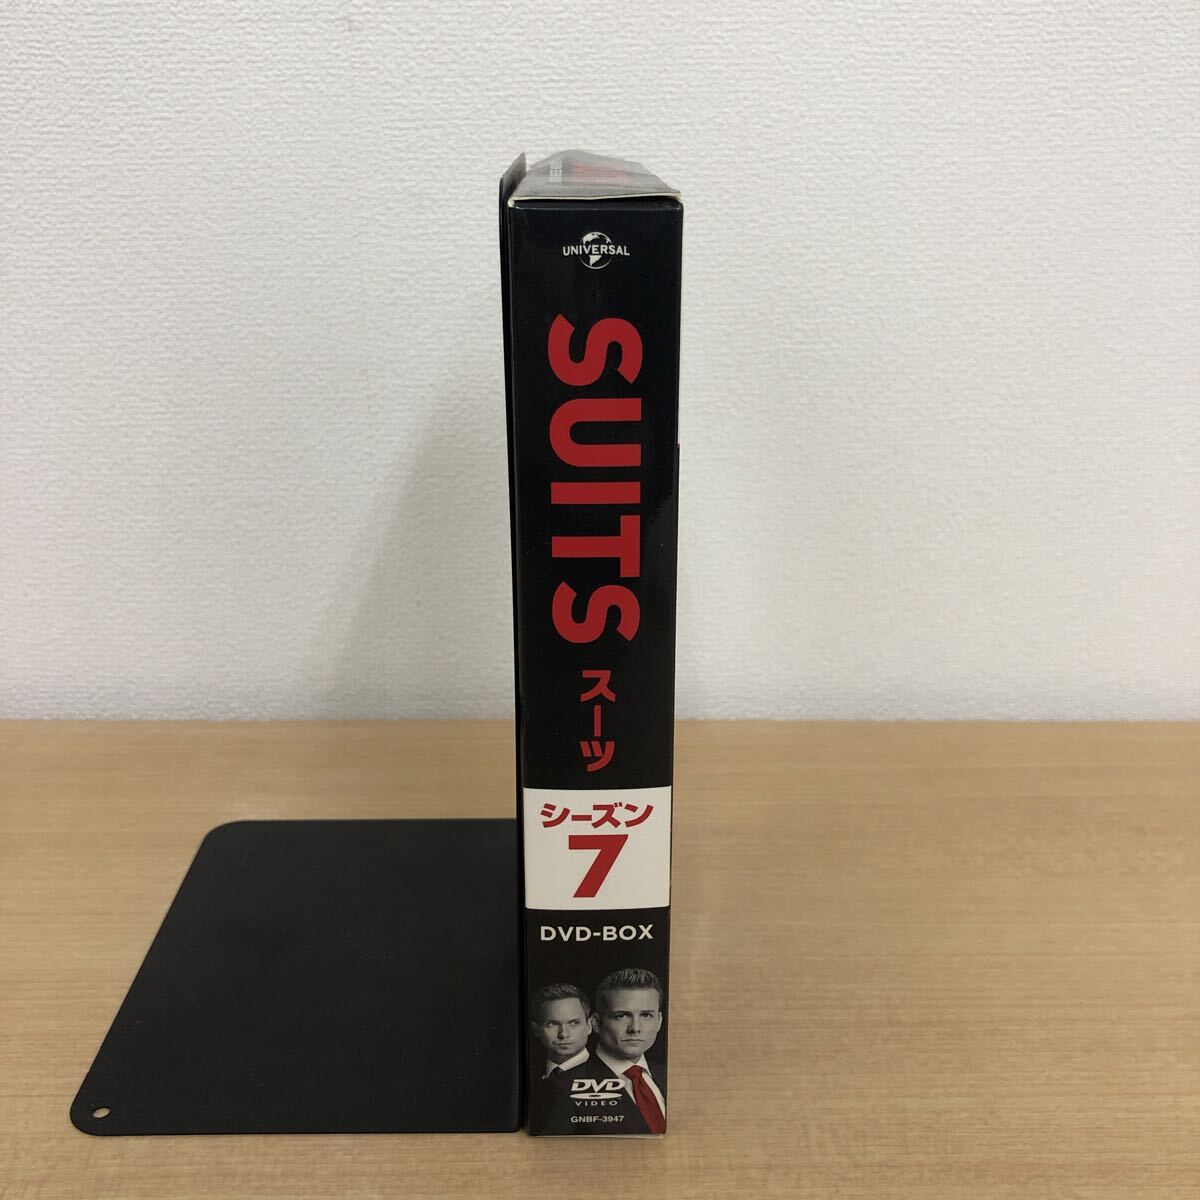 UNIVERSAL
SUITS
スーツ
シーズン
7
DVD-BOX
DVD
VIDEO
GNBF-3947